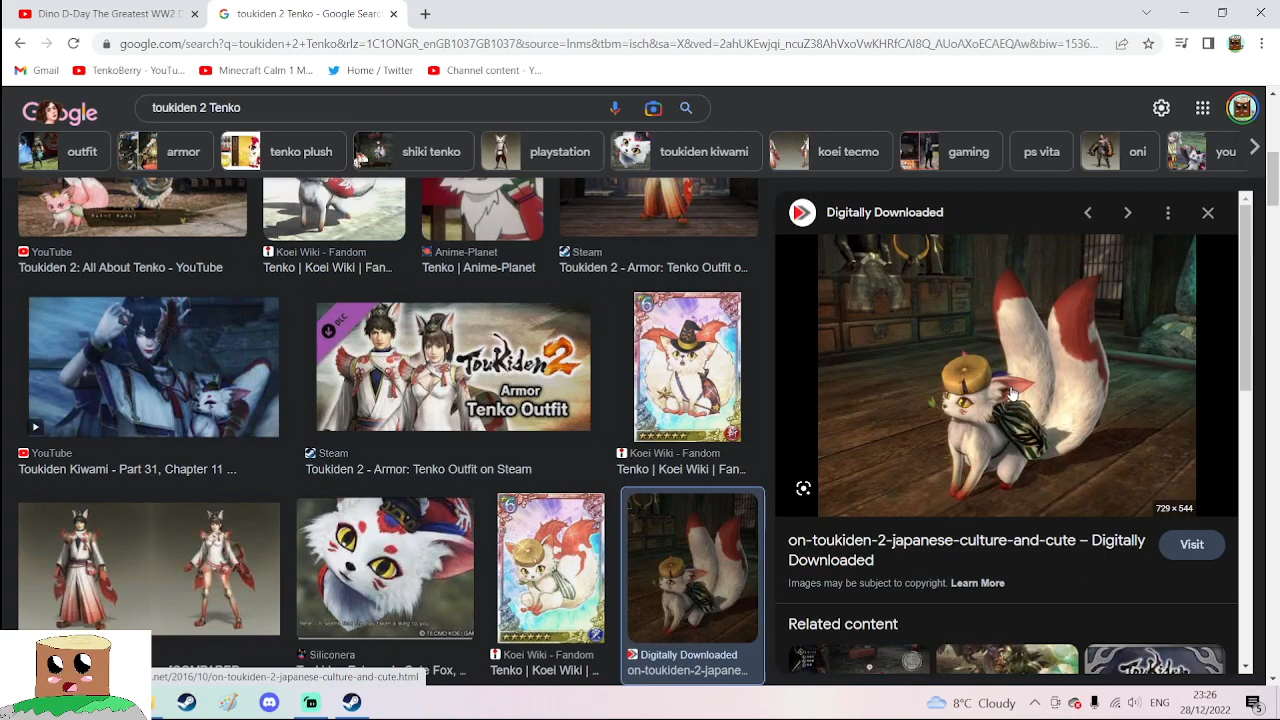 Dino D-Day The Greatest WW2 D
toukiden 2 Tenko - Google Searc
google.com/search?q=toukiden+2+Tenko&rlz=1C1ONGR_enGB1037GB1037&source=lnms&tbm=isch&sa=X&ved=2ahUKEwjqi_ncuZ38AhVxoVwKHRfCAI8Q_AUoAXoECAEQAw&biw=1536...
Gmail
TenkoBerry - YouTu...
Minecraft Calm 1 M...
Home / Twitter
Channel content - Y...
Google
toukiden 2 Tenko
outfit
armor
tenko plush
shiki tenko
playstation
toukiden kiwami
koei tecmo
gaming
ps vita
oni
you
YouTube
Toukiden 2: All About Tenko - YouTube
Koei Wiki - Fandom
Tenko | Koei Wiki | Fan...
Anime-Planet
Tenko | Anime-Planet
Steam
Toukiden 2 - Armor: Tenko Outfit o...
DLC
TOUKIDEN 2
Armor
Tenko Outfit
6
YouTube
Toukiden Kiwami - Part 31, Chapter 11 ...
Steam
Toukiden 2 - Armor: Tenko Outfit on Steam
Koei Wiki - Fandom
Tenko | Koei Wiki | Fan...
6
© TECMO KOEI GA
Siliconera
Koei Wiki - Fandom
Tenko | Koei Wiki | ...
Digitally Downloaded
on-toukiden-2-japane...
Digitally Downloaded
729 × 544
on-toukiden-2-japanese-culture-and-cute – Digitally
Downloaded
Visit
Images may be subject to copyright. Learn More
Related content
.net/2016/10/on-toukiden-2-japanese-culture-and-cute.html
8°C Cloudy
ENG
23:26
28/12/2022
5